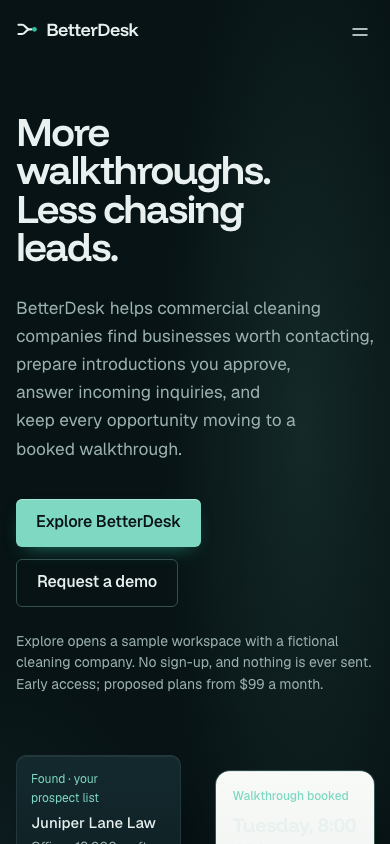 BetterDesk
More
walkthroughs.
Less chasing
leads.
BetterDesk helps commercial cleaning
companies find businesses worth contacting,
prepare introductions you approve,
answer incoming inquiries, and
keep every opportunity moving to a
booked walkthrough.
Explore BetterDesk
Request a demo
Explore opens a sample workspace with a fictional
cleaning company. No sign-up, and nothing is ever sent.
Early access; proposed plans from $99 a month.
Found · your
prospect list
Juniper Lane Law
Walkthrough booked
Tuesday, 8:00